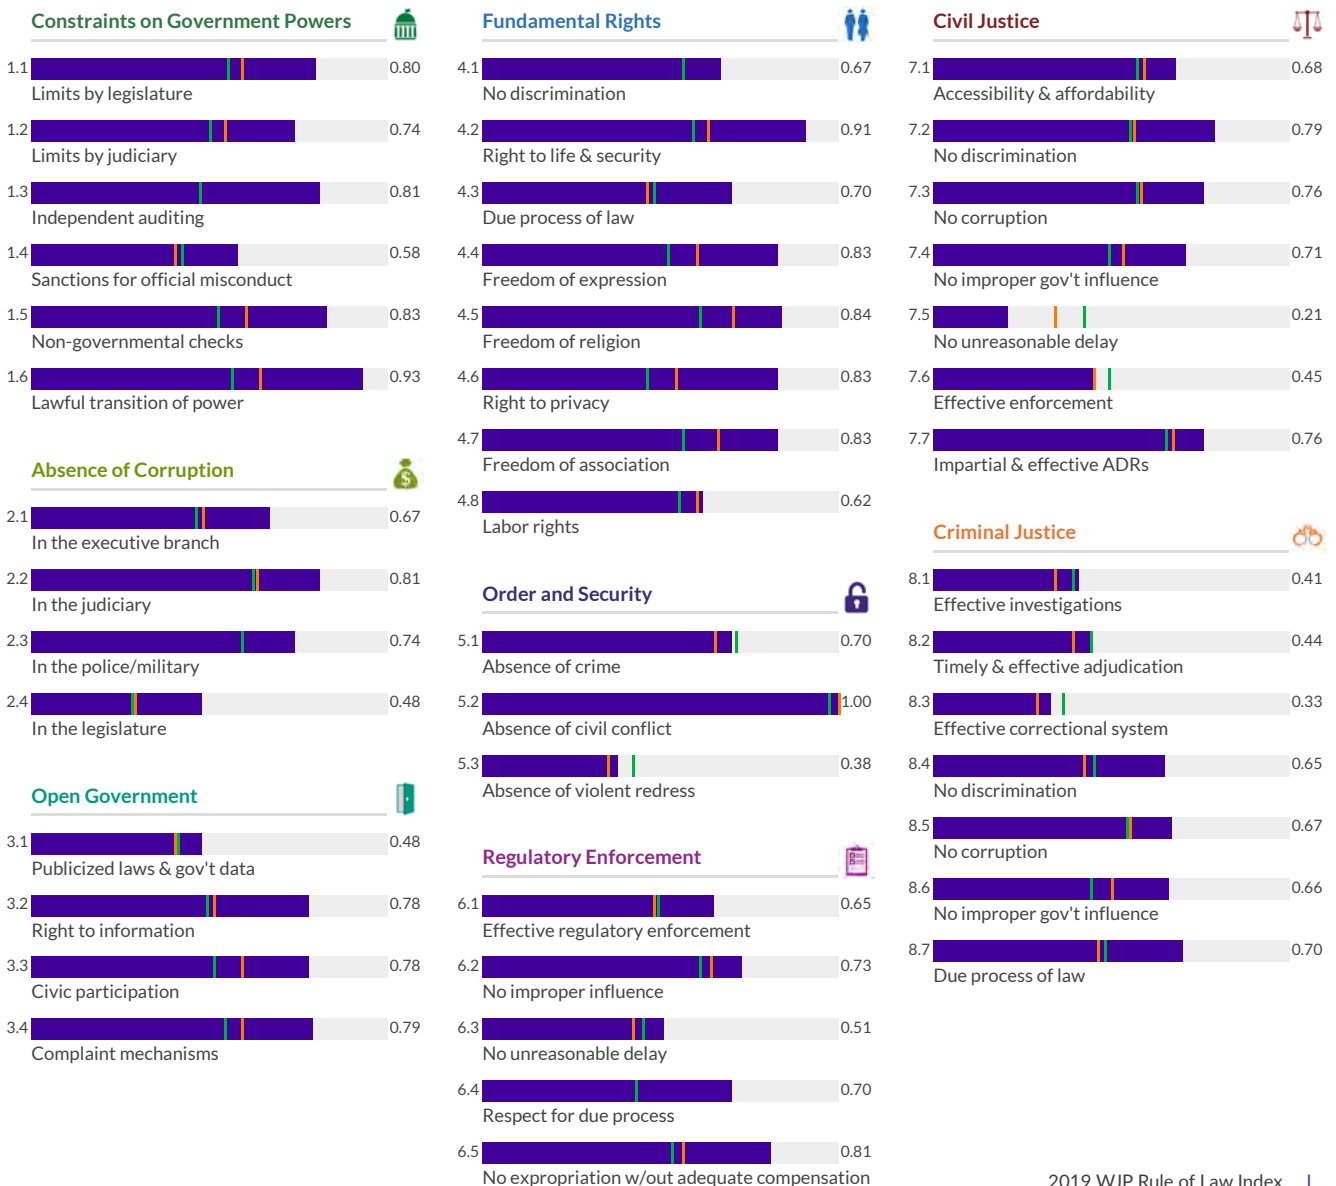 Constraints on Government Powers
1.1 0.80
Limits by legislature
1.2 0.74
Limits by judiciary
1.3 0.81
Independent auditing
1.4 0.58
Sanctions for official misconduct
1.5 0.83
Non-governmental checks
1.6 0.93
Lawful transition of power
Absence of Corruption
2.1 0.67
In the executive branch
2.2 0.81
In the judiciary
2.3 0.74
In the police/military
2.4 0.48
In the legislature
Open Government
3.1 0.48
Publicized laws & gov't data
3.2 0.78
Right to information
3.3 0.78
Civic participation
3.4 0.79
Complaint mechanisms
Fundamental Rights
4.1 0.67
No discrimination
4.2 0.91
Right to life & security
4.3 0.70
Due process of law
4.4 0.83
Freedom of expression
4.5 0.84
Freedom of religion
4.6 0.83
Right to privacy
4.7 0.83
Freedom of association
4.8 0.62
Labor rights
Order and Security
5.1 0.70
Absence of crime
5.2 1.00
Absence of civil conflict
5.3 0.38
Absence of violent redress
Regulatory Enforcement
6.1 0.65
Effective regulatory enforcement
6.2 0.73
No improper influence
6.3 0.51
No unreasonable delay
6.4 0.70
Respect for due process
6.5 0.81
No expropriation w/out adequate compensation
Civil Justice
7.1 0.68
Accessibility & affordability
7.2 0.79
No discrimination
7.3 0.76
No corruption
7.4 0.71
No improper gov't influence
7.5 0.21
No unreasonable delay
7.6 0.45
Effective enforcement
7.7 0.76
Impartial & effective ADRs
Criminal Justice
8.1 0.41
Effective investigations
8.2 0.44
Timely & effective adjudication
8.3 0.33
Effective correctional system
8.4 0.65
No discrimination
8.5 0.67
No corruption
8.6 0.66
No improper gov't influence
8.7 0.70
Due process of law
2019 WJP Rule of Law Index |